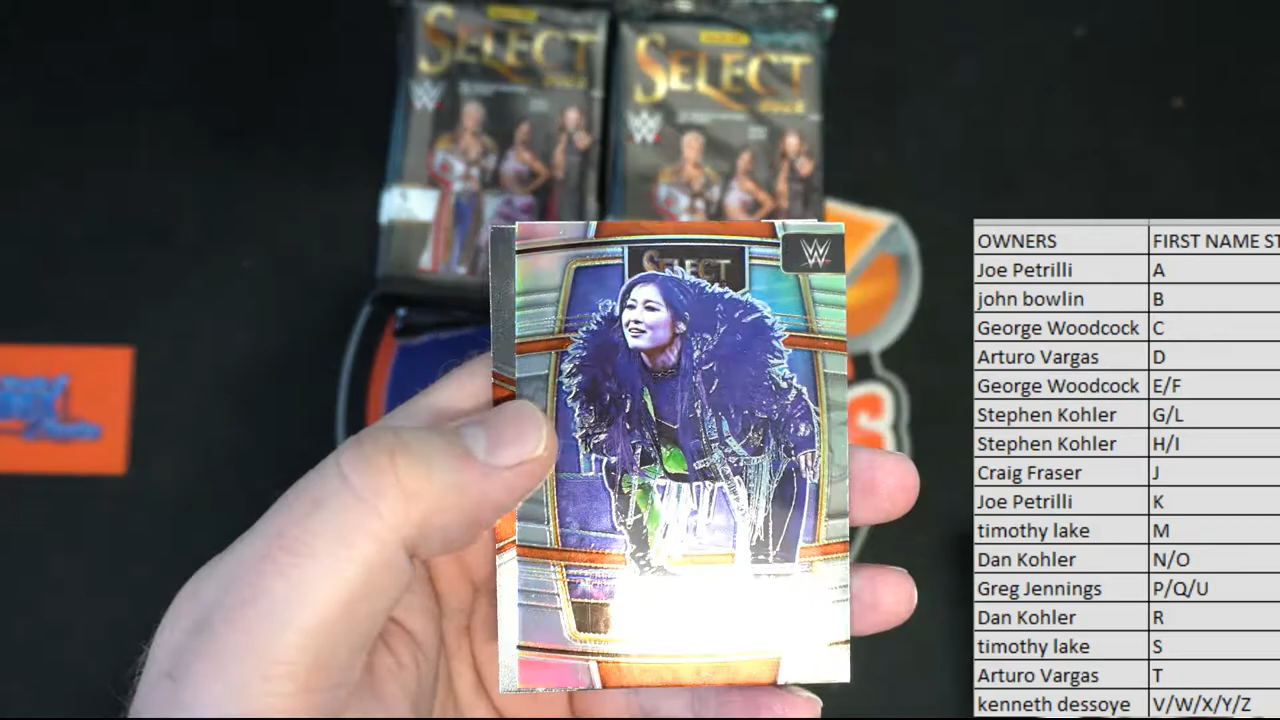 SELECT
SELECT
W
W
SELECT
W
OWNERS FIRST NAME ST
Joe Petrilli A
john bowlin B
George Woodcock C
Arturo Vargas D
George Woodcock E/F
Stephen Kohler G/L
Stephen Kohler H/I
Craig Fraser J
Joe Petrilli K
timothy lake M
Dan Kohler N/O
Greg Jennings P/Q/U
Dan Kohler R
timothy lake S
Arturo Vargas T
kenneth dessoye V/W/X/Y/Z